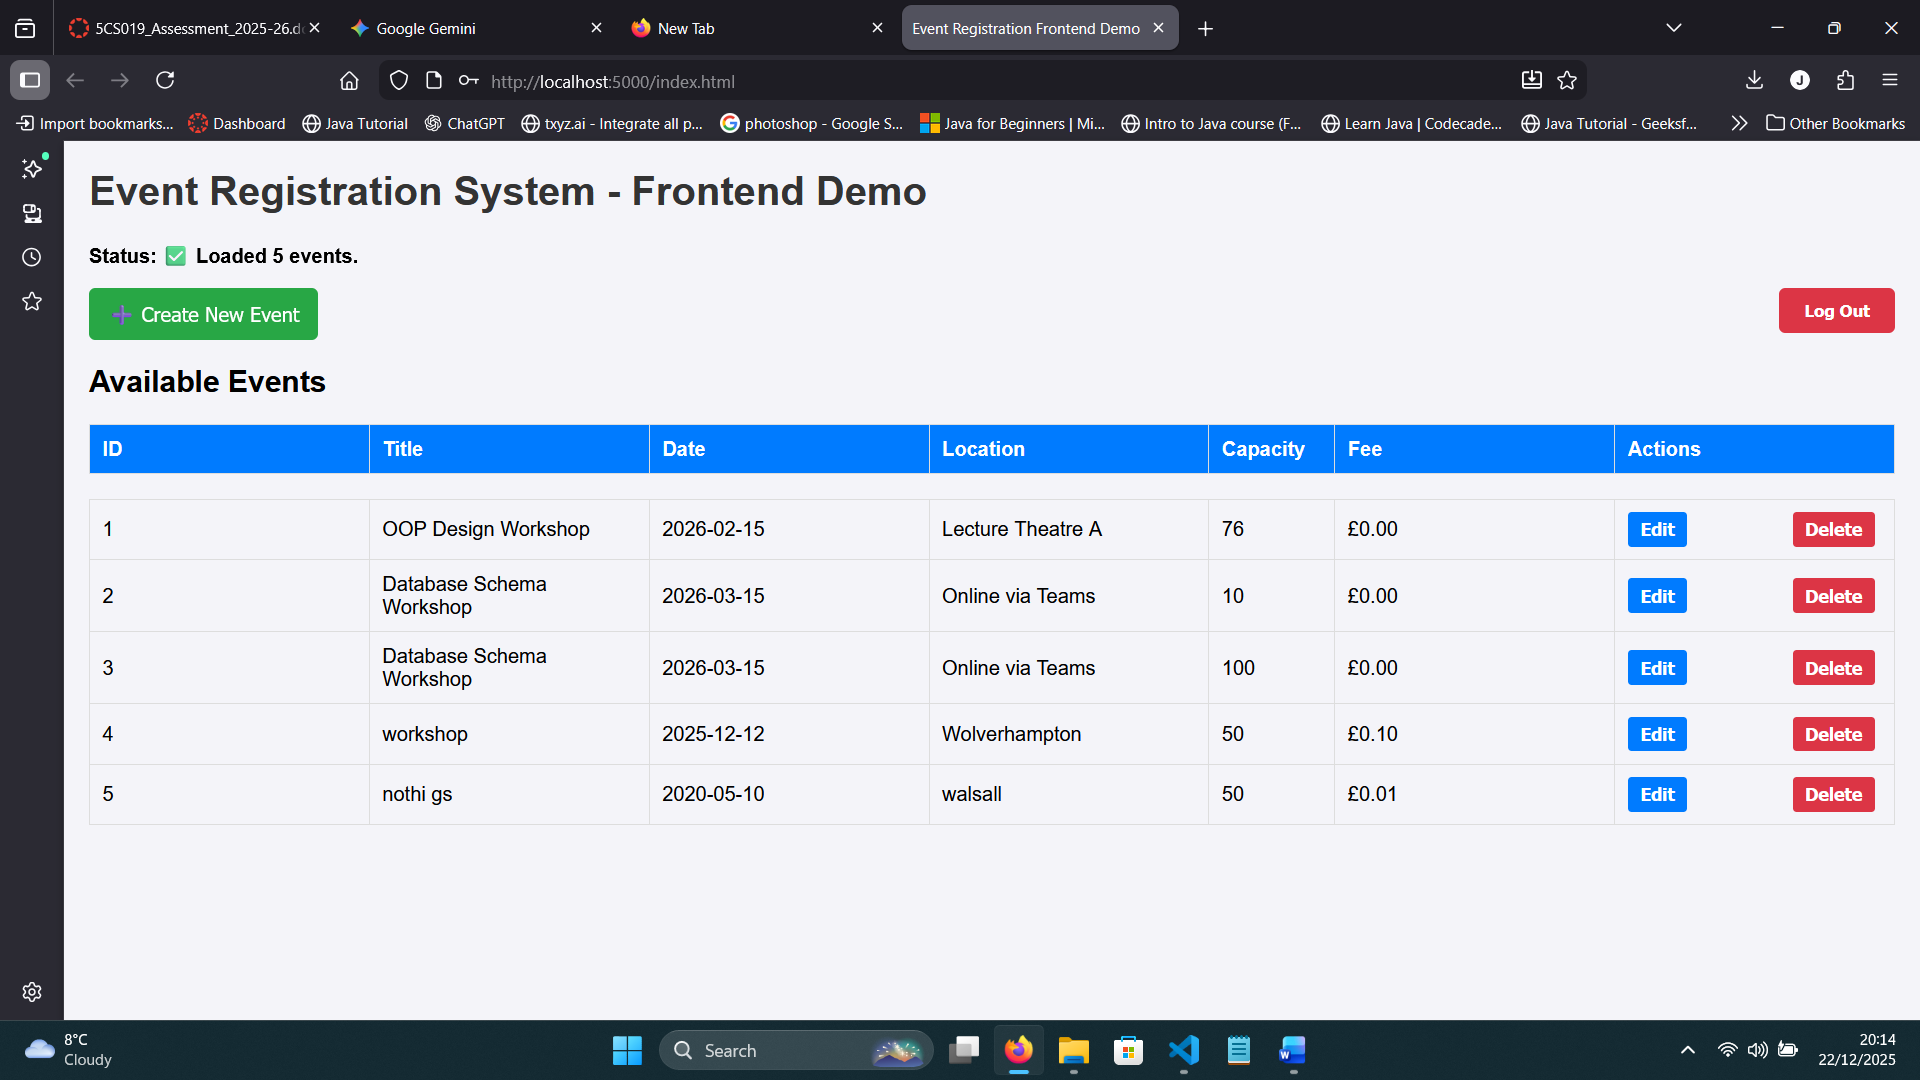 5CS019_Assessment_2025-26.d
Google Gemini
New Tab
Event Registration Frontend Demo
http://localhost:5000/index.html
J
Import bookmarks...
Dashboard
Java Tutorial
ChatGPT
txyz.ai - Integrate all p...
photoshop - Google S...
Java for Beginners | Mi...
Intro to Java course (F...
Learn Java | Codecade...
Java Tutorial - Geeksf...
Other Bookmarks
Event Registration System - Frontend Demo
Status: ✅ Loaded 5 events.
➕ Create New Event
Log Out
Available Events
ID Title Date Location Capacity Fee Actions
1 OOP Design Workshop 2026-02-15 Lecture Theatre A 76 £0.00 Edit Delete
2 Database Schema Workshop 2026-03-15 Online via Teams 10 £0.00 Edit Delete
3 Database Schema Workshop 2026-03-15 Online via Teams 100 £0.00 Edit Delete
4 workshop 2025-12-12 Wolverhampton 50 £0.10 Edit Delete
5 nothi gs 2020-05-10 walsall 50 £0.01 Edit Delete
8°C
Cloudy
Search
20:14
22/12/2025